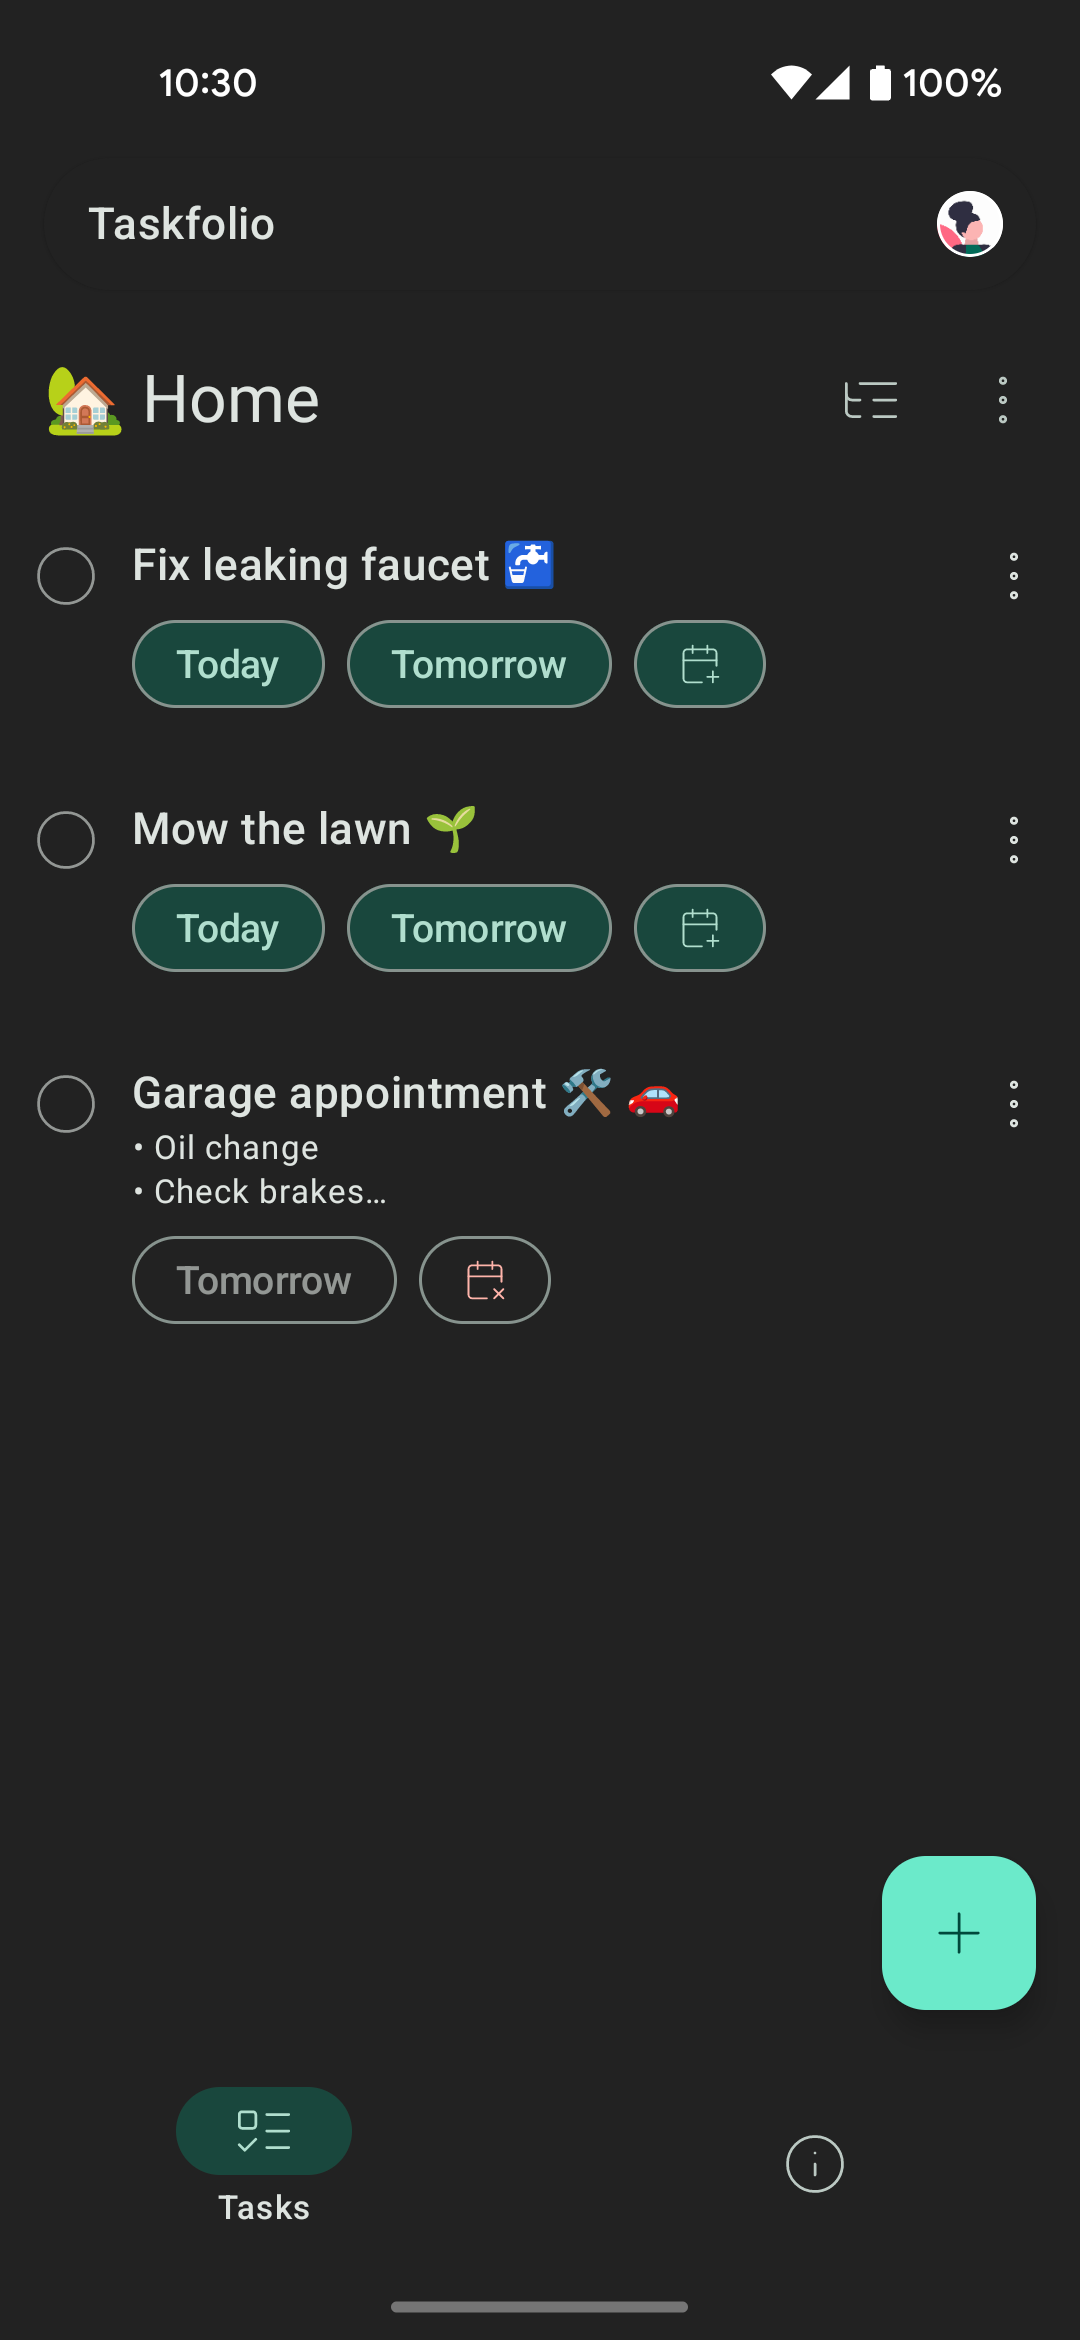 10:30 100%
Taskfolio
🏡 Home
Fix leaking faucet 🚰
Today Tomorrow
Mow the lawn 🌱
Today Tomorrow
Garage appointment 🛠️ 🚗
• Oil change
• Check brakes…
Tomorrow
Tasks